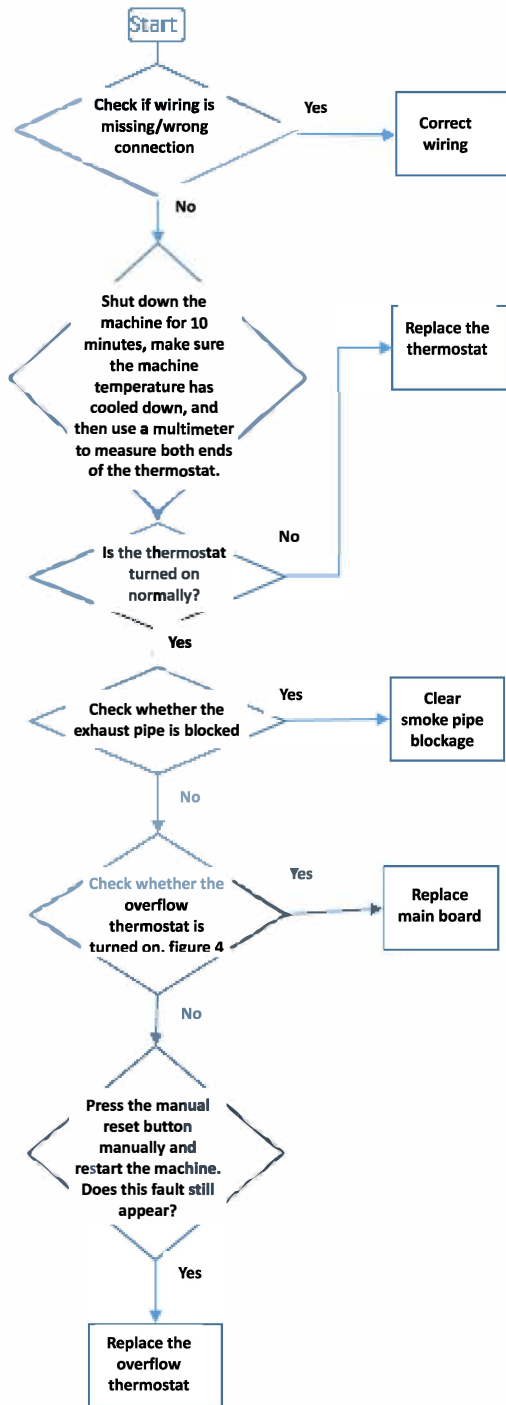 Start
Check if wiring is
missing/wrong
connection
Yes
Correct
wiring
No
Shut down the
machine for 10
minutes, make sure
the machine
temperature has
cooled down, and
then use a multimeter
to measure both ends
of the thermostat.
Replace the
thermostat
No
Is the thermostat
turned on
normally?
Yes
Check whether the
exhaust pipe is blocked
Yes
Clear
smoke pipe
blockage
No
Check whether the
overflow
thermostat is
turned on, figure 4
Yes
Replace
main board
No
Press the manual
reset button
manually and
restart the machine.
Does this fault still
appear?
Yes
Replace the
overflow
thermostat